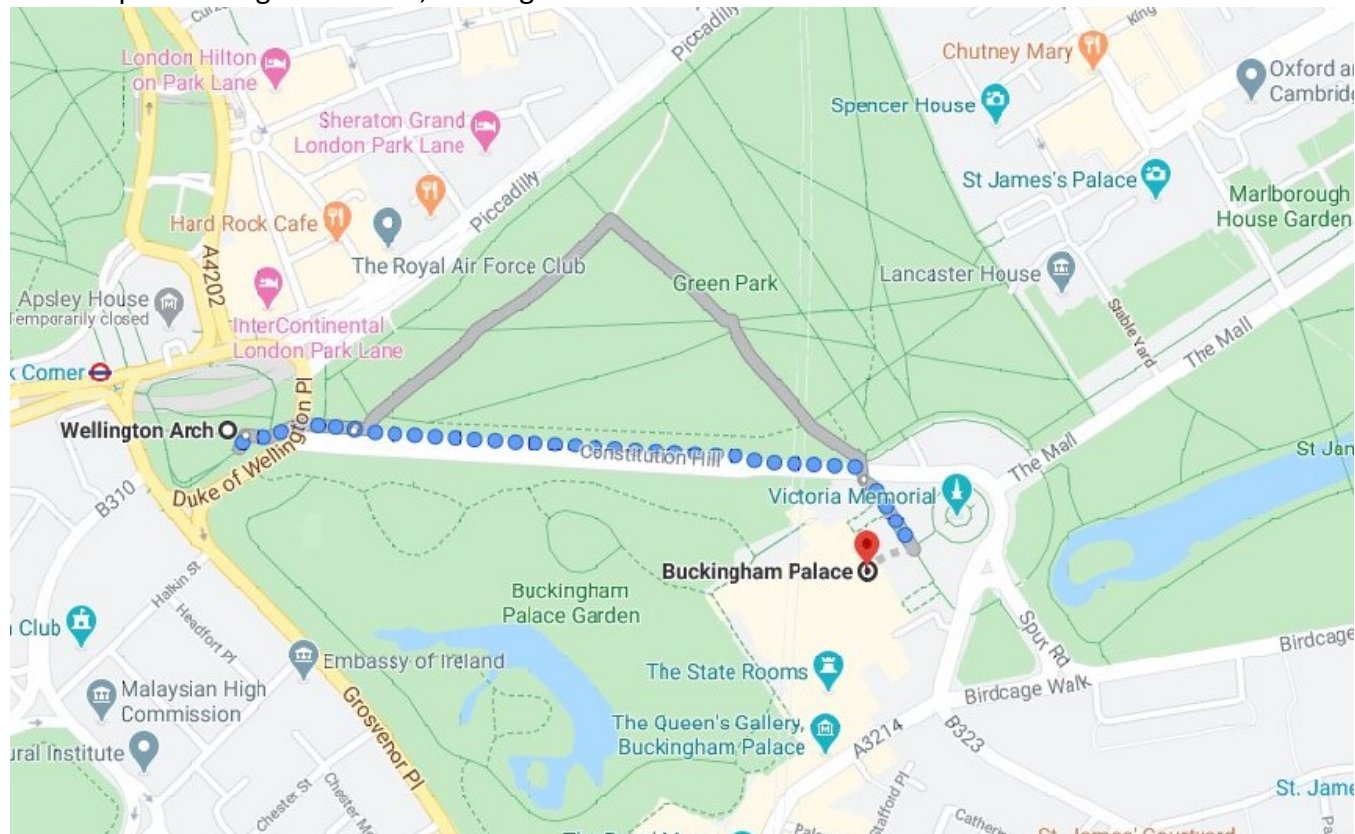 London Hilton
on Park Lane
Piccadilly
Chutney Mary
King
Oxford an
Cambridg
Spencer House
Sheraton Grand
London Park Lane
St James's Palace
Marlborough
House Garden
Piccadilly
Hard Rock Cafe
A4202
The Royal Air Force Club
Green Park
Lancaster House
Apsley House
Temporarily closed
InterContinental
London Park Lane
Stable Yard
The Mall
k Corner
Wellington Arch
Duke of Wellington Pl
Constitution Hill
The Mall
St Jan
B310
Victoria Memorial
Buckingham Palace
Halkin St
Buckingham
Palace Garden
Headfort Pl
n Club
Spur Rd
Birdcage
Embassy of Ireland
The State Rooms
Birdcage Walk
Malaysian High
Commission
Grosvenor Pl
The Queen's Gallery,
Buckingham Palace
A3214
B323
ural Institute
Stafford Pl
Chester St
St. Jame
Palace